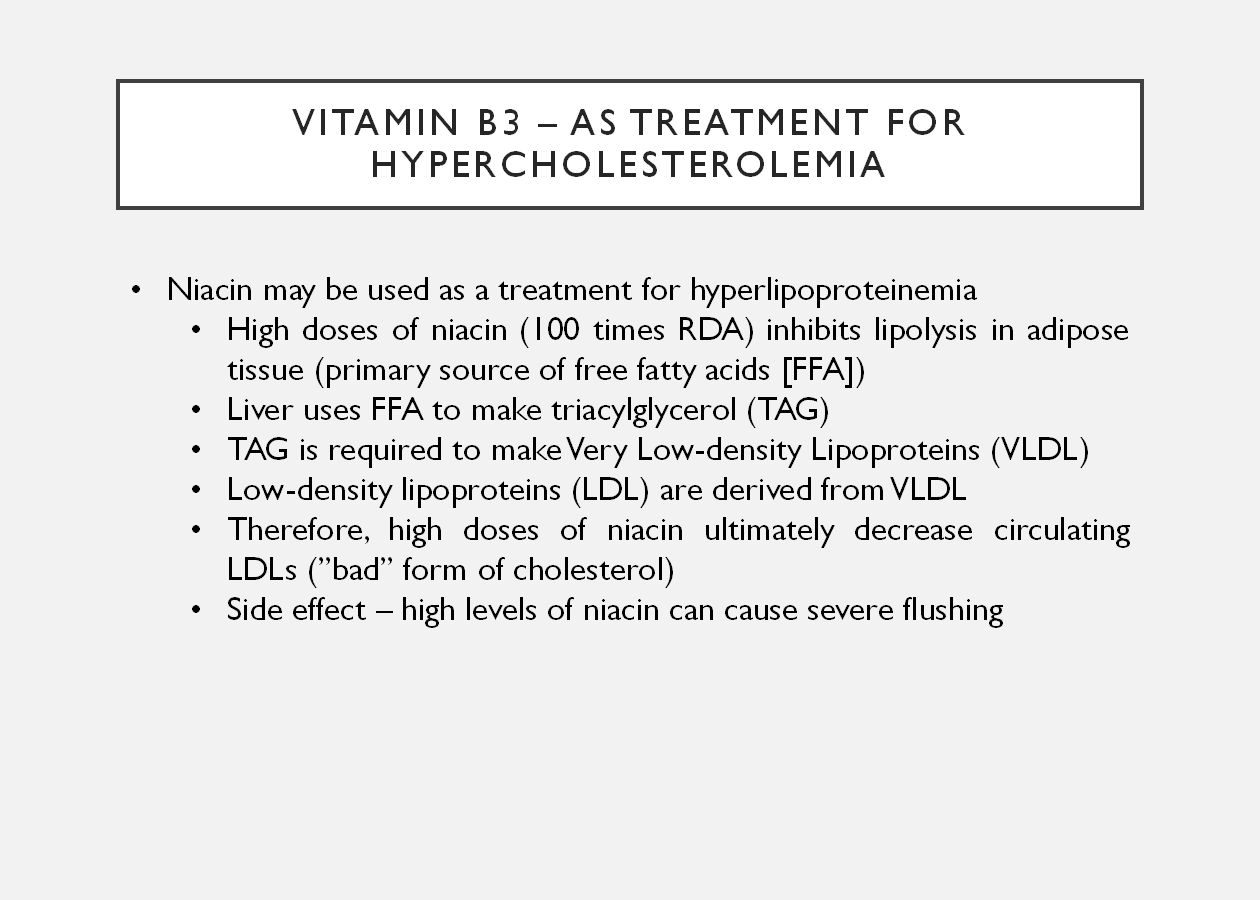 VITAMIN B3 – AS TREATMENT FOR
HYPERCHOLESTEROLEMIA
• Niacin may be used as a treatment for hyperlipoproteinemia
• High doses of niacin (100 times RDA) inhibits lipolysis in adipose
tissue (primary source of free fatty acids [FFA])
• Liver uses FFA to make triacylglycerol (TAG)
• TAG is required to make Very Low-density Lipoproteins (VLDL)
• Low-density lipoproteins (LDL) are derived from VLDL
• Therefore, high doses of niacin ultimately decrease circulating
LDLs (”bad” form of cholesterol)
• Side effect – high levels of niacin can cause severe flushing